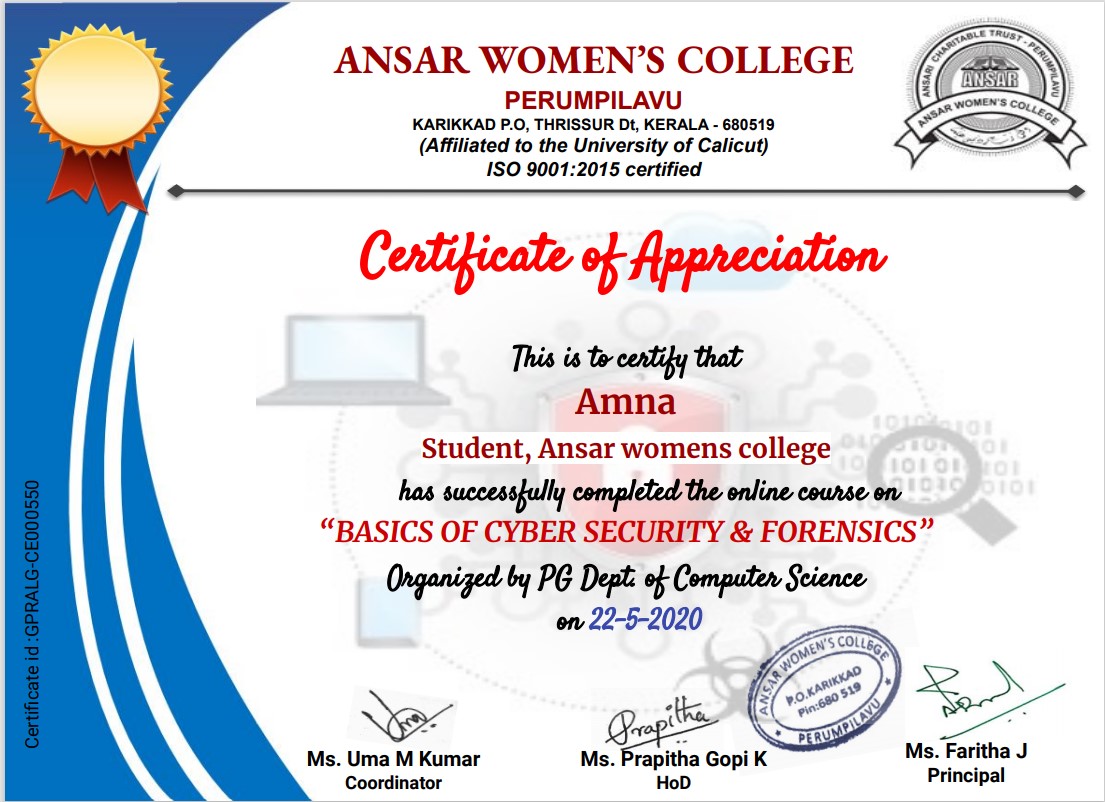 ANSAR WOMEN'S COLLEGE
PERUMPILAVU
KARIKKAD P.O, THRISSUR Dt, KERALA - 680519
(Affiliated to the University of Calicut)
ISO 9001:2015 certified
ANSARI CHARITABLE TRUST - PERUMPILAVU
ANSAR
ANSAR WOMEN'S COLLEGE
Certificate of Appreciation
This is to certify that
Amna
Student, Ansar womens college
has successfully completed the online course on
“BASICS OF CYBER SECURITY & FORENSICS”
Organized by PG Dept. of Computer Science
on 22-5-2020
Certificate id :GPRALG-CE000550
Uma
Prapitha
ANSAR WOMEN'S COLLEGE
P.O.KARIKKAD
Pin:680 519
PERUMPILAVU
Ms. Uma M Kumar
Coordinator
Ms. Prapitha Gopi K
HoD
Ms. Faritha J
Principal